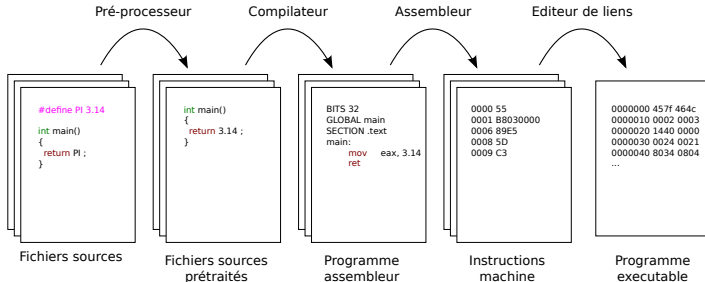 Pré-processeur
Compilateur
Assembleur
Editeur de liens
#define PI 3.14
int main()
{
return PI ;
}
int main()
{
return 3.14 ;
}
BITS 32
GLOBAL main
SECTION .text
main:
mov eax, 3.14
ret
0000 55
0001 B8030000
0006 89E5
0008 5D
0009 C3
0000000 457f 464c
0000010 0002 0003
0000020 1440 0000
0000030 0024 0021
0000040 8034 0804
...
Fichiers sources
Fichiers sources
prétraités
Programme
assembleur
Instructions
machine
Programme
executable